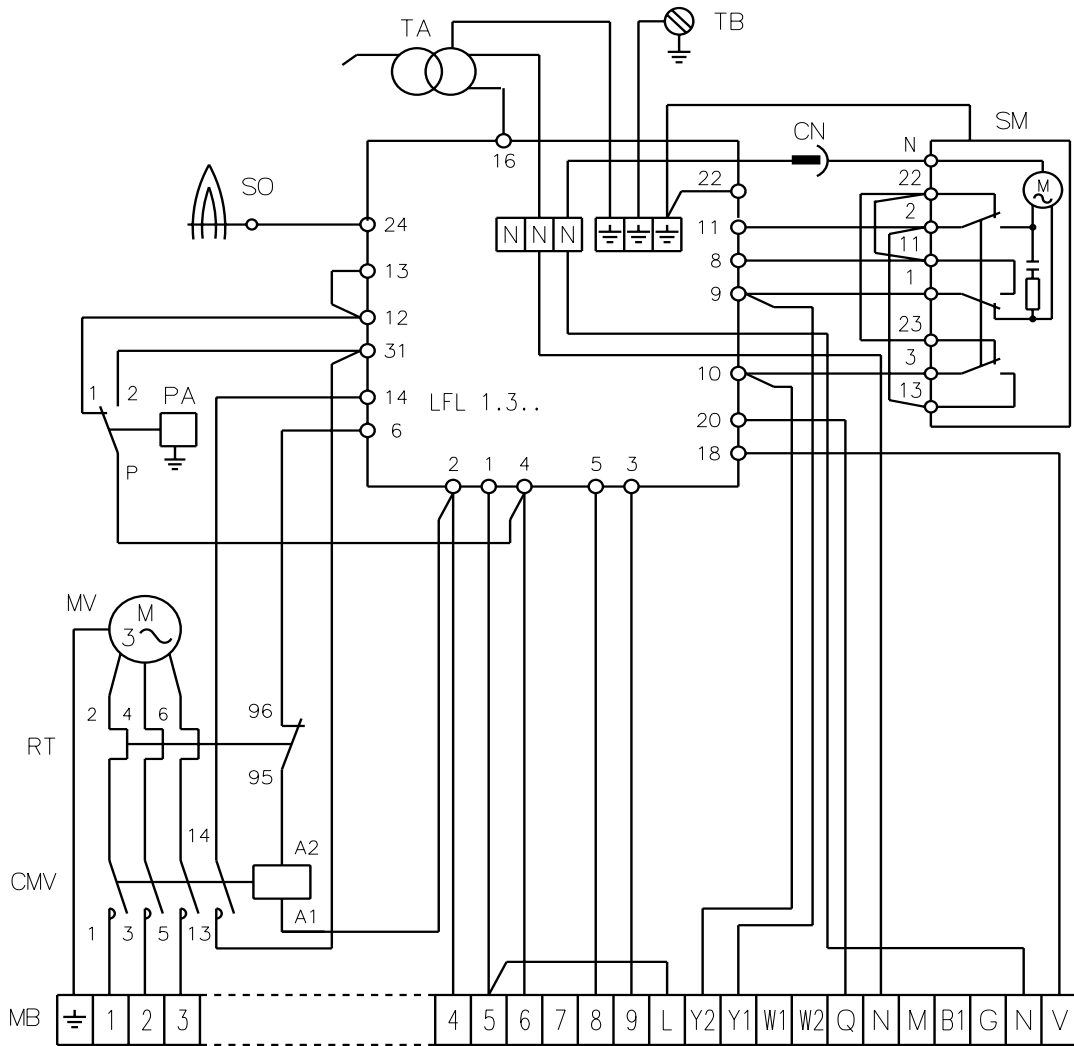 TA
TB
CN
SM
16
N
22
22
SO
2
M
24
N N N
11
11
13
8
1
12
9
23
31
3
1 2 PA
10
13
14
LFL 1.3..
6
20
P
18
2 1 4 5 3
MV
M
3
2 4 6
96
RT
95
14
A2
CMV
A1
1 3 5 13
MB 1 2 3 4 5 6 7 8 9 L Y2 Y1 W1 W2 Q N M B1 G N V